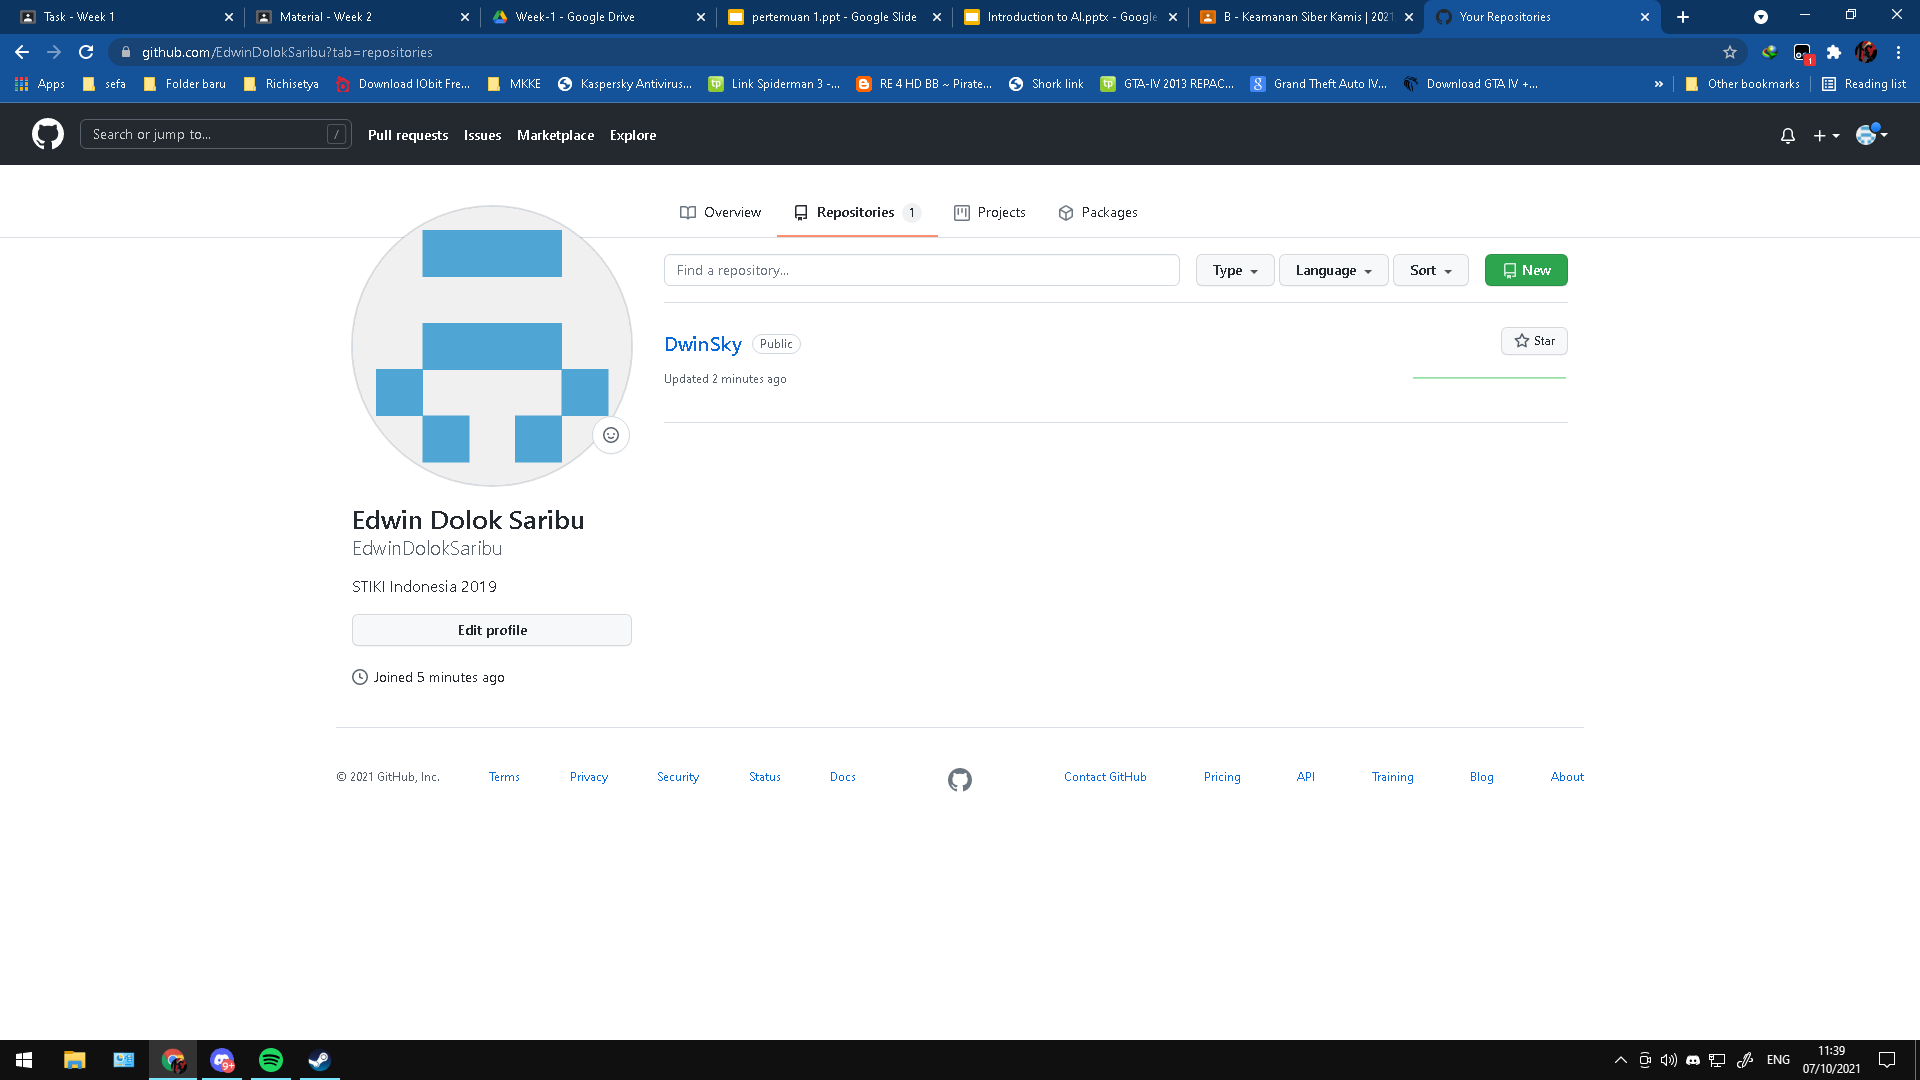 Task - Week 1
Material - Week 2
Week-1 - Google Drive
pertemuan 1.ppt - Google Slide
Introduction to AI.pptx - Google
B - Keamanan Siber Kamis | 2021
Your Repositories
github.com/EdwinDolokSaribu?tab=repositories
1
Apps
sefa
Folder baru
Richisetya
Download IObit Fre...
MKKE
Kaspersky Antivirus...
Link Spiderman 3 -...
RE 4 HD BB ~ Pirate...
Shork link
GTA-IV 2013 REPAC...
Grand Theft Auto IV...
Download GTA IV +...
»
Other bookmarks
Reading list
Search or jump to...
/
Pull requests
Issues
Marketplace
Explore
Overview
Repositories 1
Projects
Packages
Find a repository...
Type
Language
Sort
New
DwinSky
Public
Star
Updated 2 minutes ago
Edwin Dolok Saribu
EdwinDolokSaribu
STIKI Indonesia 2019
Edit profile
Joined 5 minutes ago
© 2021 GitHub, Inc.
Terms
Privacy
Security
Status
Docs
Contact GitHub
Pricing
API
Training
Blog
About
9+
ENG
11:39
07/10/2021